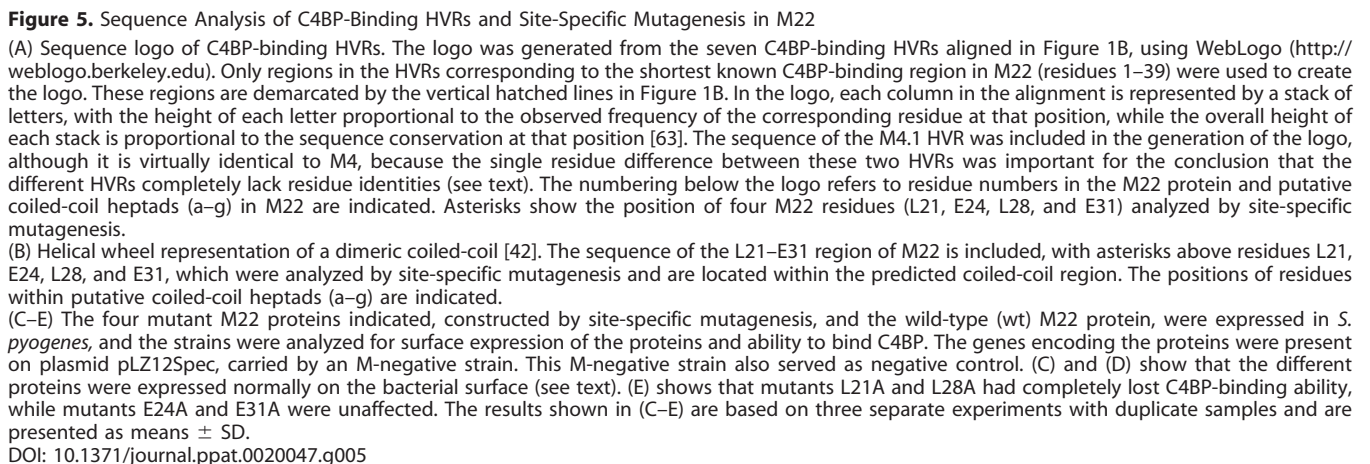 Figure 5. Sequence Analysis of C4BP-Binding HVRs and Site-Specific Mutagenesis in M22
(A) Sequence logo of C4BP-binding HVRs. The logo was generated from the seven C4BP-binding HVRs aligned in Figure 1B, using WebLogo (http://
weblogo.berkeley.edu). Only regions in the HVRs corresponding to the shortest known C4BP-binding region in M22 (residues 1–39) were used to create
the logo. These regions are demarcated by the vertical hatched lines in Figure 1B. In the logo, each column in the alignment is represented by a stack of
letters, with the height of each letter proportional to the observed frequency of the corresponding residue at that position, while the overall height of
each stack is proportional to the sequence conservation at that position [63]. The sequence of the M4.1 HVR was included in the generation of the logo,
although it is virtually identical to M4, because the single residue difference between these two HVRs was important for the conclusion that the
different HVRs completely lack residue identities (see text). The numbering below the logo refers to residue numbers in the M22 protein and putative
coiled-coil heptads (a–g) in M22 are indicated. Asterisks show the position of four M22 residues (L21, E24, L28, and E31) analyzed by site-specific
mutagenesis.
(B) Helical wheel representation of a dimeric coiled-coil [42]. The sequence of the L21–E31 region of M22 is included, with asterisks above residues L21,
E24, L28, and E31, which were analyzed by site-specific mutagenesis and are located within the predicted coiled-coil region. The positions of residues
within putative coiled-coil heptads (a–g) are indicated.
(C–E) The four mutant M22 proteins indicated, constructed by site-specific mutagenesis, and the wild-type (wt) M22 protein, were expressed in S.
pyogenes, and the strains were analyzed for surface expression of the proteins and ability to bind C4BP. The genes encoding the proteins were present
on plasmid pLZ12Spec, carried by an M-negative strain. This M-negative strain also served as negative control. (C) and (D) show that the different
proteins were expressed normally on the bacterial surface (see text). (E) shows that mutants L21A and L28A had completely lost C4BP-binding ability,
while mutants E24A and E31A were unaffected. The results shown in (C–E) are based on three separate experiments with duplicate samples and are
presented as means ± SD.
DOI: 10.1371/journal.ppat.0020047.g005